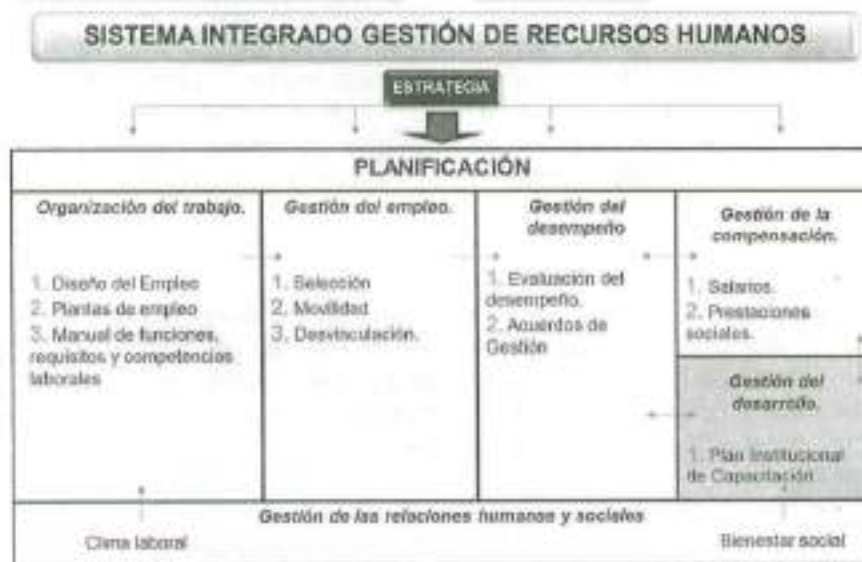 SISTEMA INTEGRADO GESTIÓN DE RECURSOS HUMANOS
ESTRATEGIA
PLANIFICACIÓN
Organización del trabajo.
1. Diseño del Empleo
2. Plantas de empleo
3. Manual de funciones,
requisitos y competencias
laborales
Gestión del empleo.
1. Selección
2. Movilidad
3. Desvinculación.
Gestión del
desempeño
1. Evaluación del
desempeño.
2. Acuerdos de
Gestión
Gestión de la
compensación.
1. Salarios.
2. Prestaciones
sociales.
Gestión del
desarrollo.
1. Plan Institucional
de Capacitación
Gestión de las relaciones humanas y sociales
Clima laboral
Bienestar social